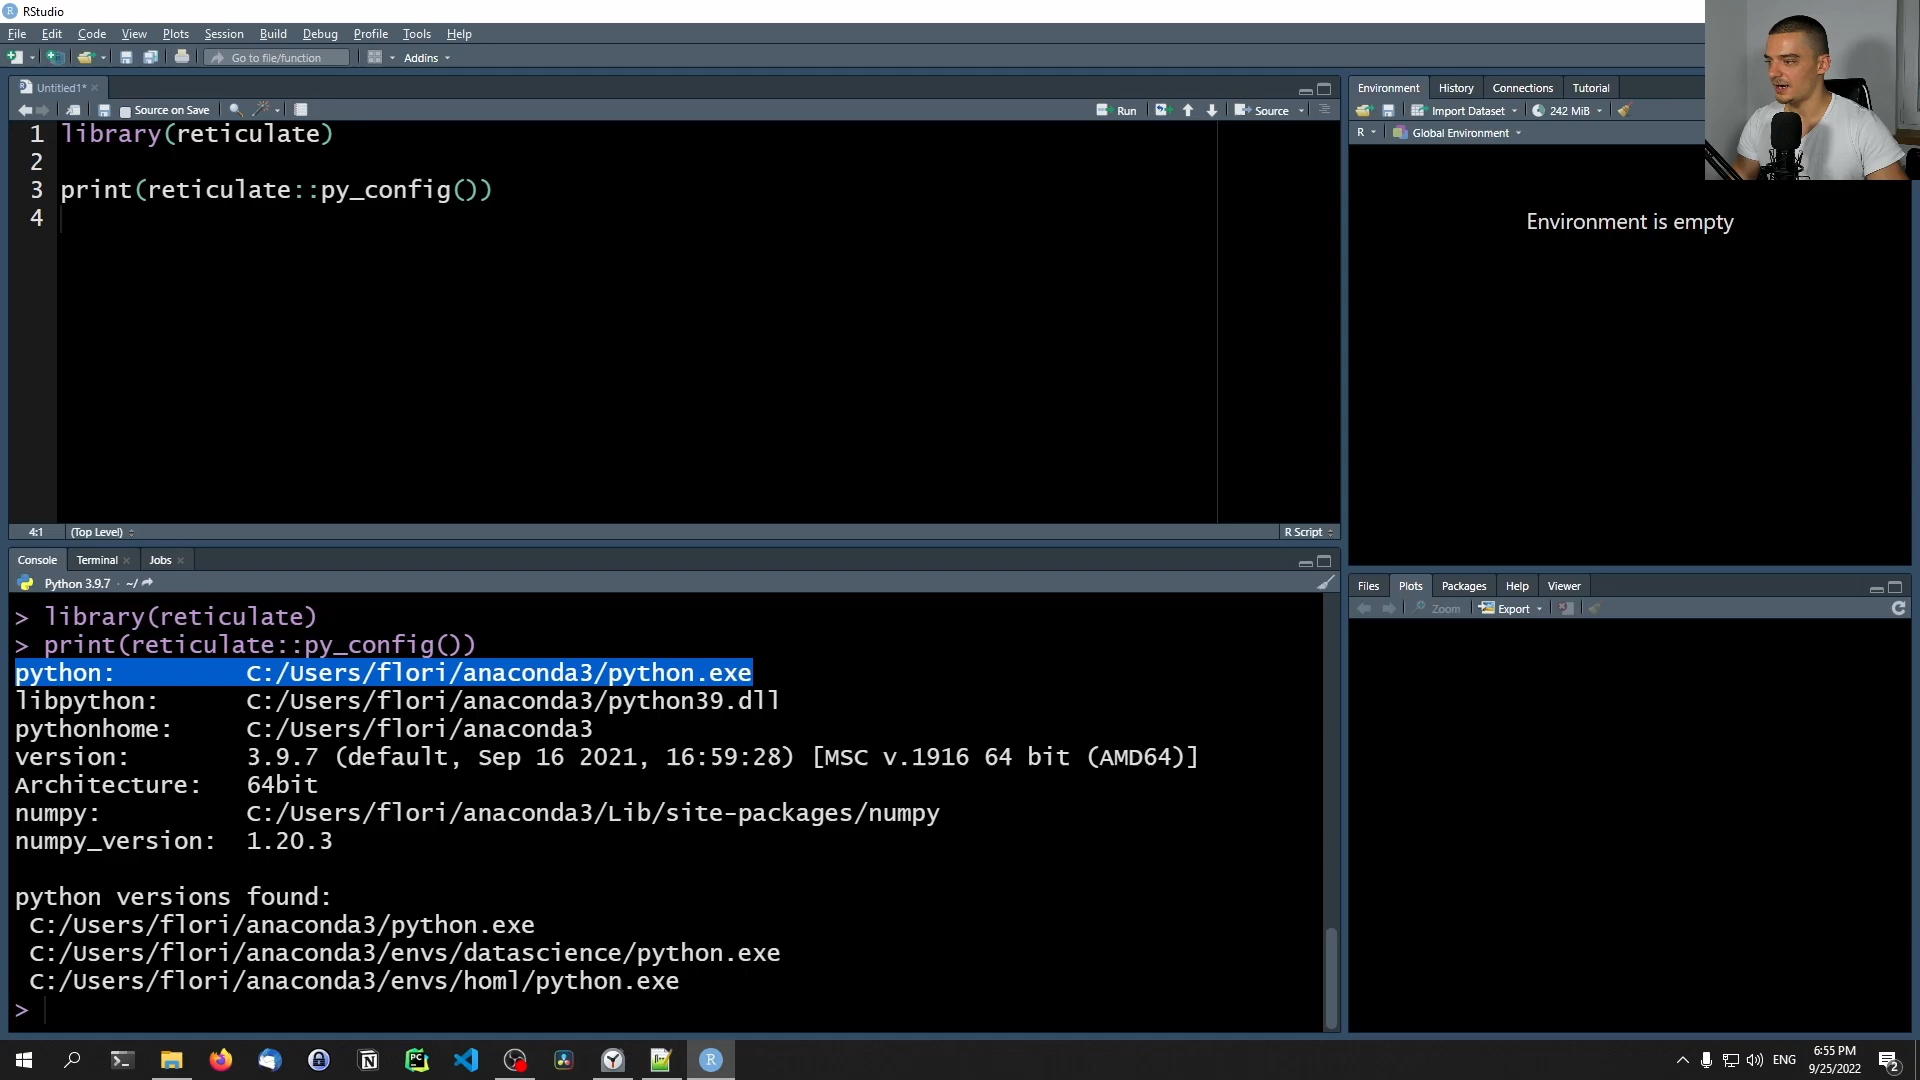 RStudio
File Edit Code View Plots Session Build Debug Profile Tools Help
Go to file/function Addins
Untitled1*
Source on Save Run Source
1 library(reticulate)
2
3 print(reticulate::py_config())
4
4:1 (Top Level) R Script
Console Terminal Jobs
Python 3.9.7 · ~/
> library(reticulate)
> print(reticulate::py_config())
python: C:/Users/flori/anaconda3/python.exe
libpython: C:/Users/flori/anaconda3/python39.dll
pythonhome: C:/Users/flori/anaconda3
version: 3.9.7 (default, Sep 16 2021, 16:59:28) [MSC v.1916 64 bit (AMD64)]
Architecture: 64bit
numpy: C:/Users/flori/anaconda3/Lib/site-packages/numpy
numpy_version: 1.20.3
python versions found:
C:/Users/flori/anaconda3/python.exe
C:/Users/flori/anaconda3/envs/datascience/python.exe
C:/Users/flori/anaconda3/envs/homl/python.exe
>
Environment History Connections Tutorial
Import Dataset 242 MiB
R Global Environment
Environment is empty
Files Plots Packages Help Viewer
Zoom Export
ENG
6:55 PM
9/25/2022
2